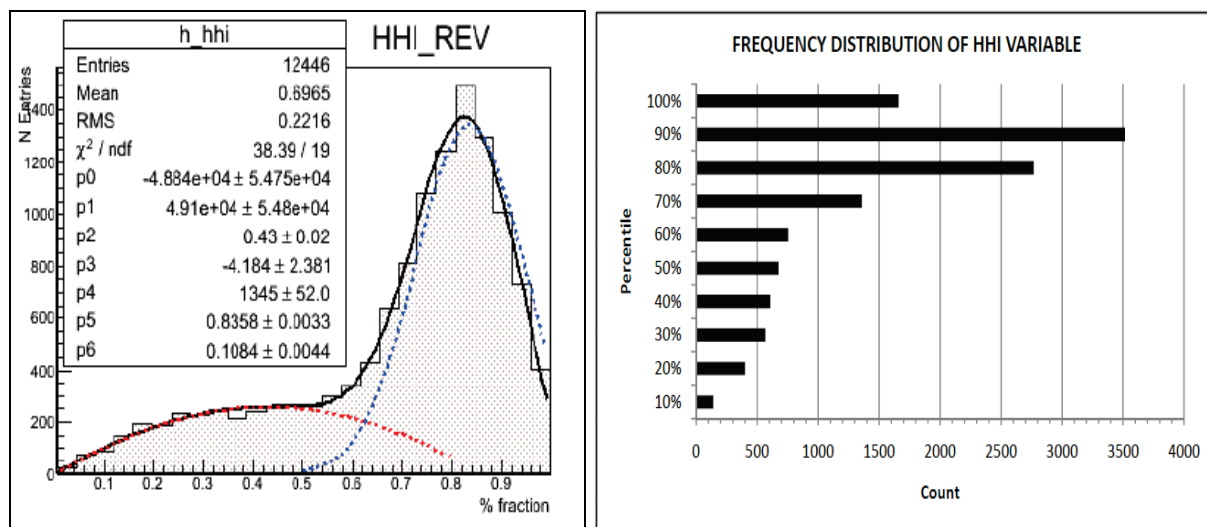 h_hhi
HHI_REV
Entries 12446
Mean 0.6965
RMS 0.2216
χ² / ndf 38.39 / 19
p0 -4.884e+04 ± 5.475e+04
p1 4.91e+04 ± 5.48e+04
p2 0.43 ± 0.02
p3 -4.184 ± 2.381
p4 1345 ± 52.0
p5 0.8358 ± 0.0033
p6 0.1084 ± 0.0044
N Entries
1400
1200
1000
800
600
400
200
0
0.1 0.2 0.3 0.4 0.5 0.6 0.7 0.8 0.9
% fraction
FREQUENCY DISTRIBUTION OF HHI VARIABLE
Percentile
100%
90%
80%
70%
60%
50%
40%
30%
20%
10%
0 500 1000 1500 2000 2500 3000 3500 4000
Count